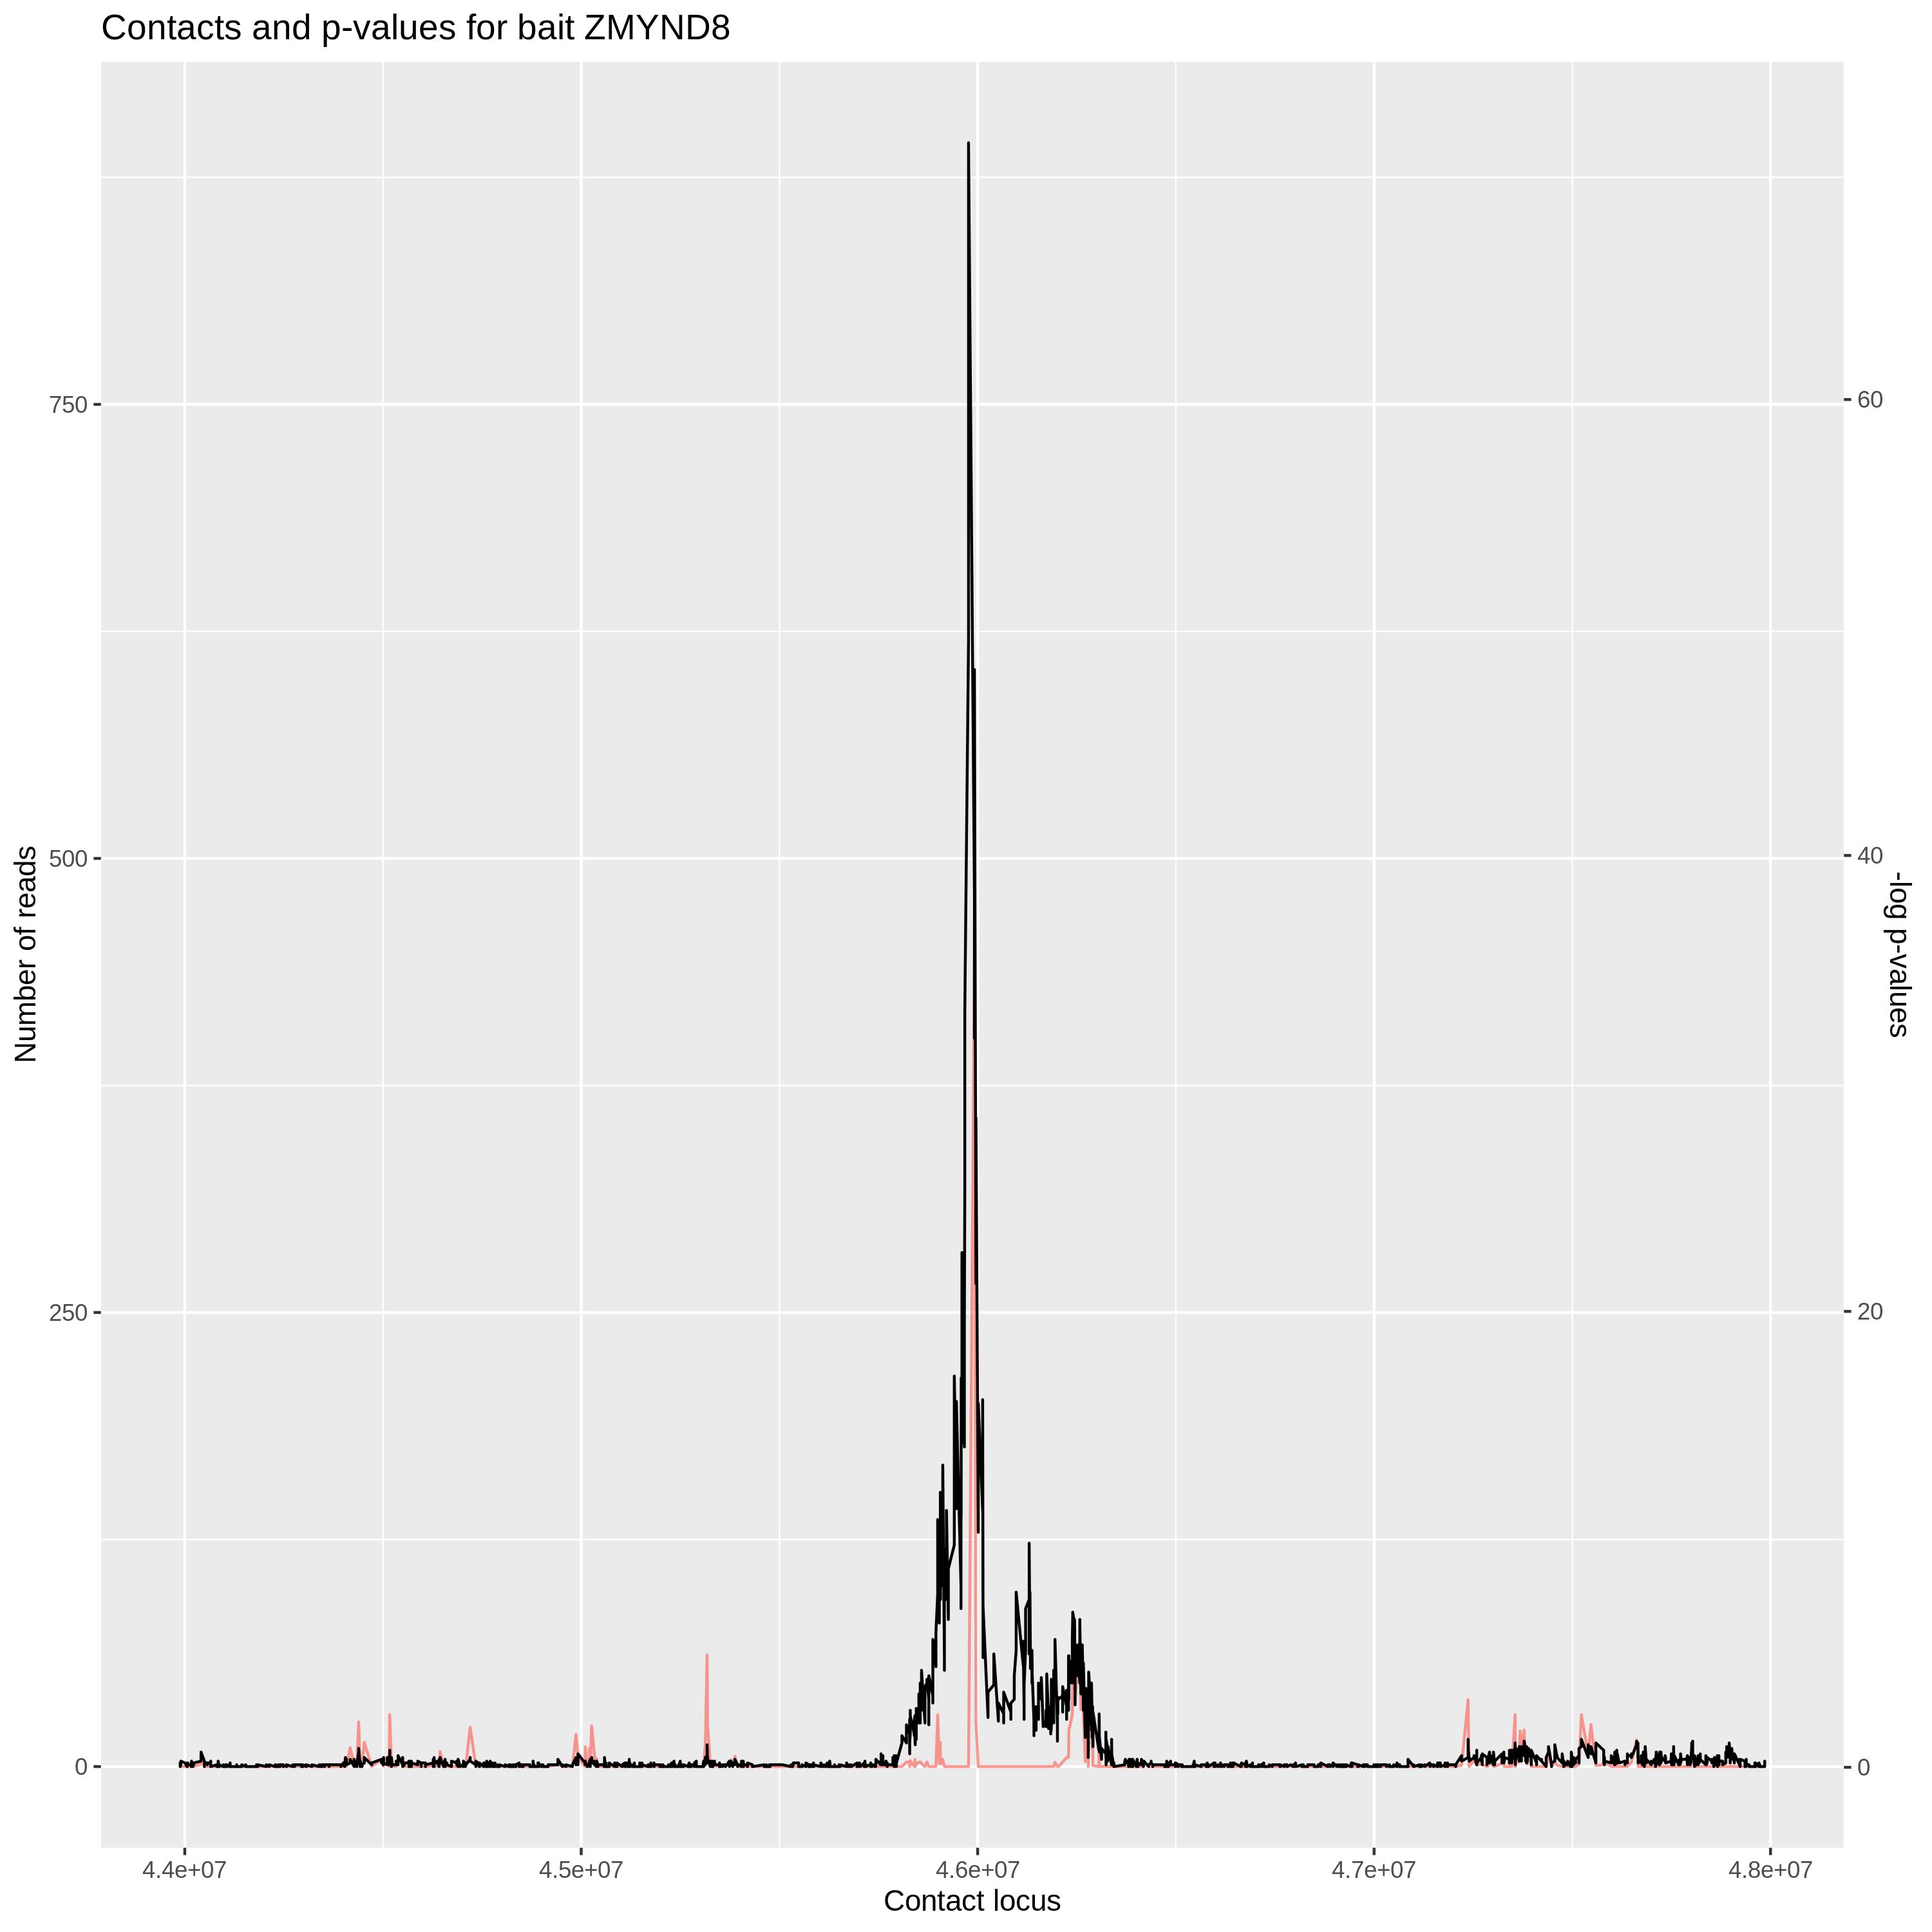 Contacts and p-values for bait ZMYND8
Number of reads
750
500
250
0
60
40
20
0
-log p-values
4.4e+07
4.5e+07
4.6e+07
4.7e+07
4.8e+07
Contact locus